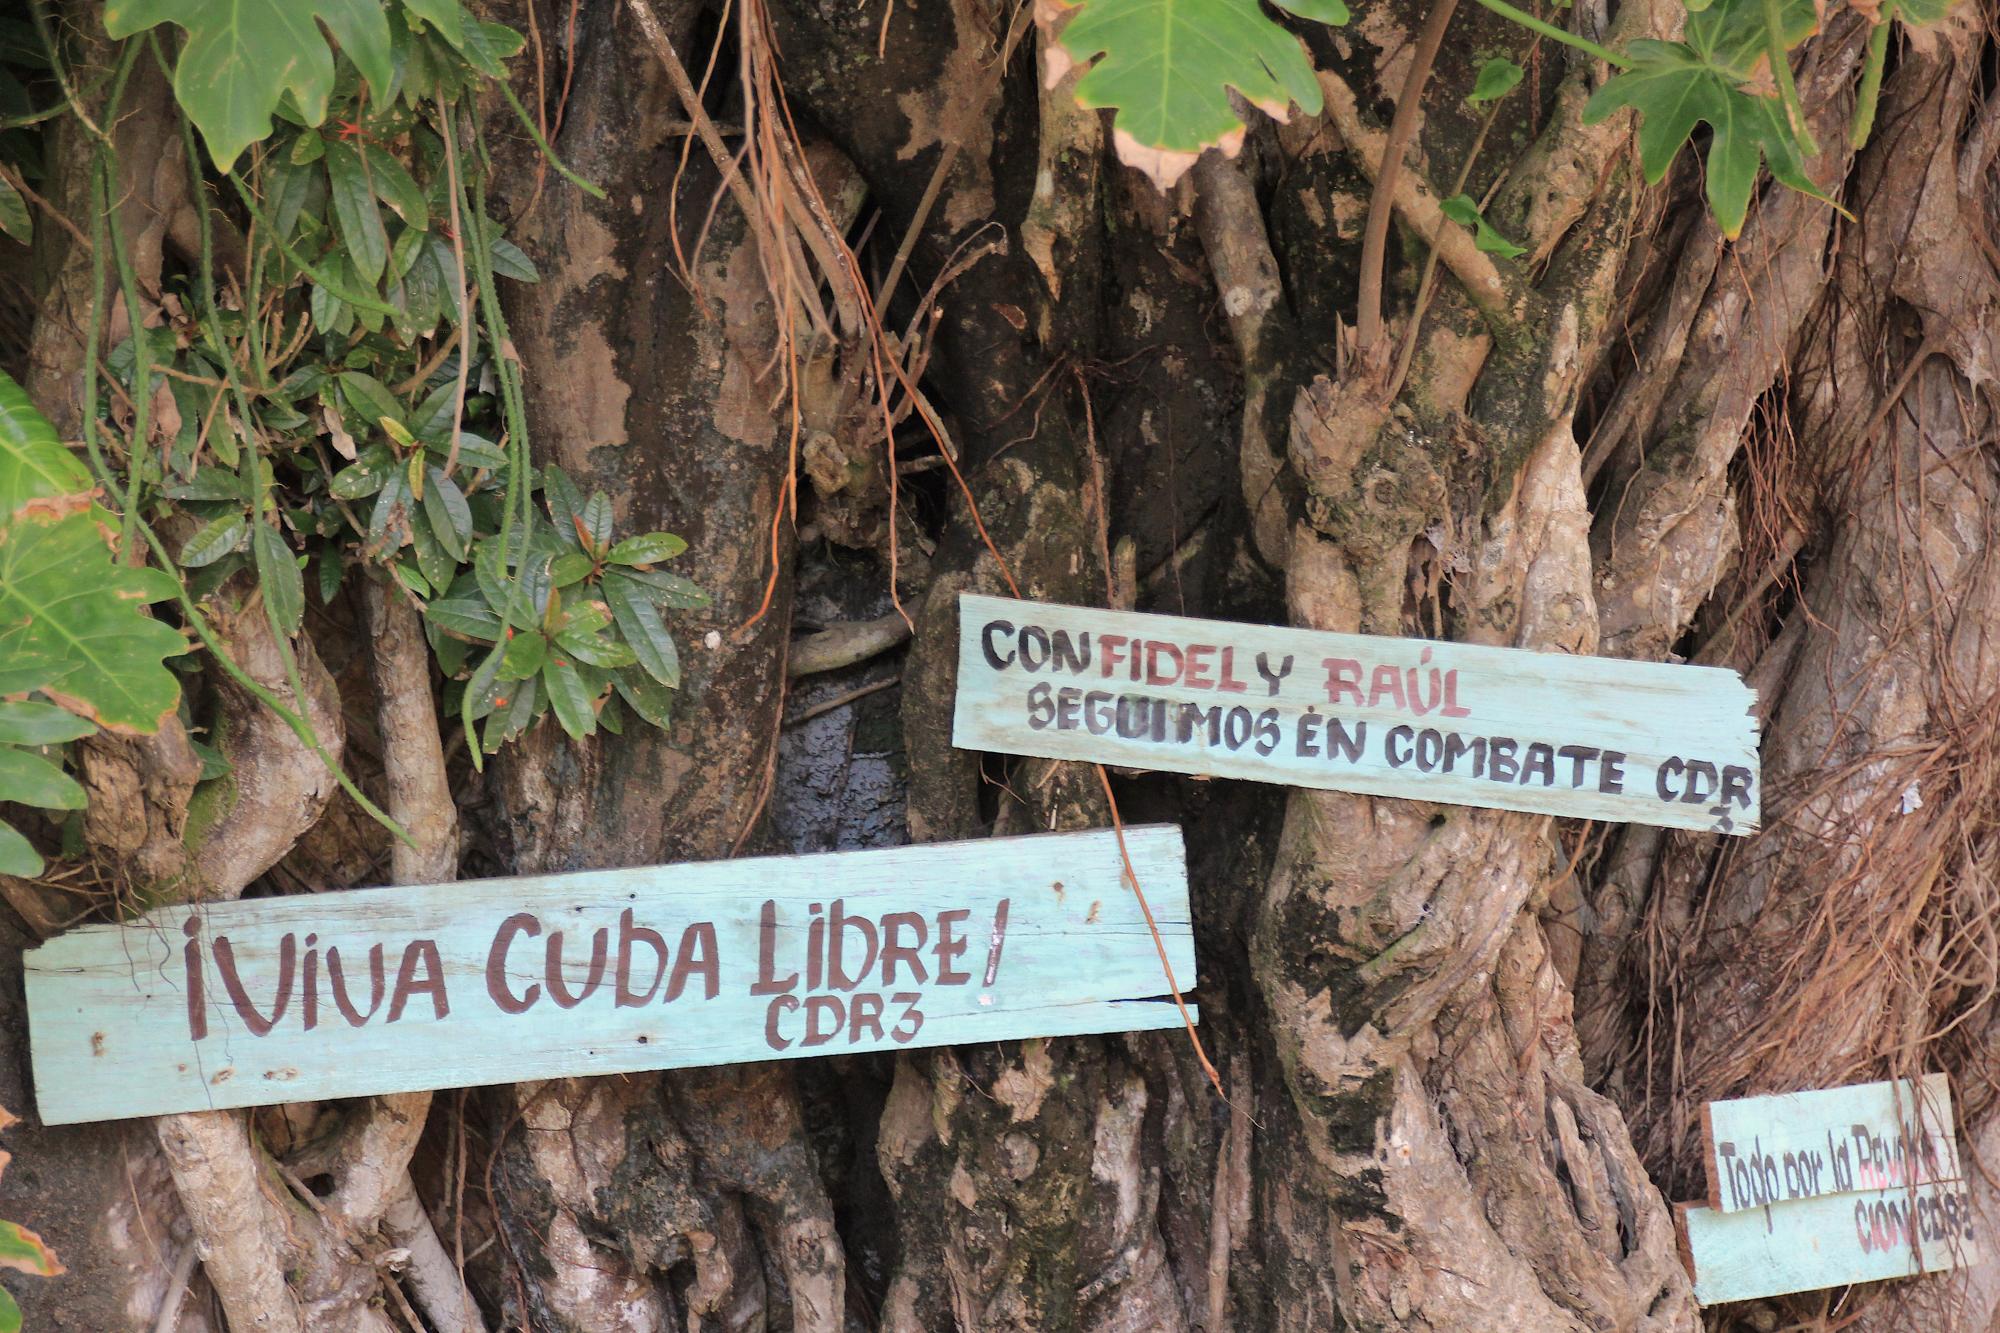 CON FIDEL Y RAÚL
SEGUIMOS EN COMBATE CDR
3
¡VIVA CUBA LIBRE!
CDR3
Todo por la REVOLU
CIÓN CDR3